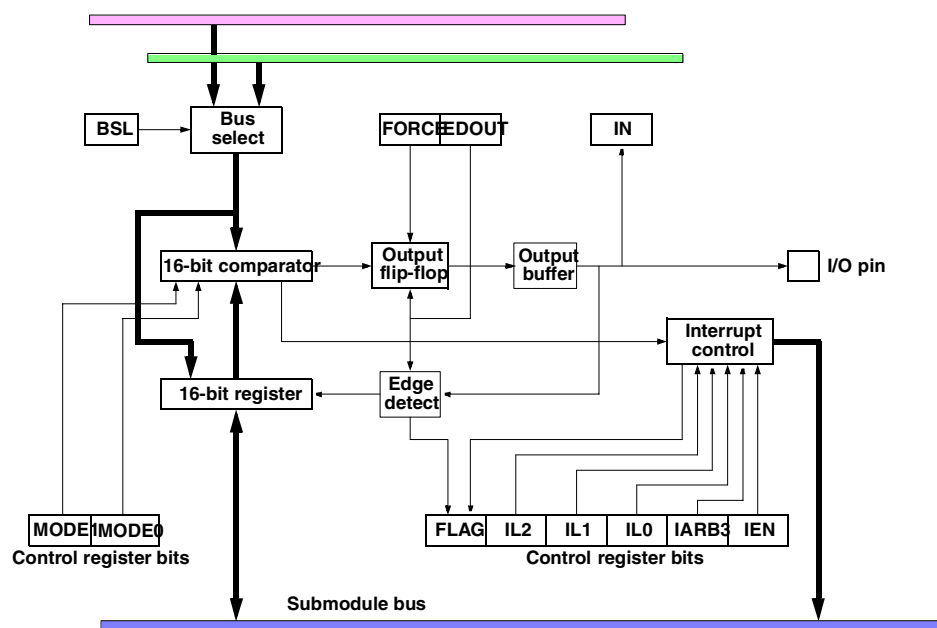 BSL
Bus
select
FORCE
EDOUT
IN
16-bit comparator
Output
flip-flop
Output
buffer
I/O pin
Interrupt
control
16-bit register
Edge
detect
MODE1
MODE0
Control register bits
FLAG
IL2
IL1
IL0
IARB3
IEN
Control register bits
Submodule bus